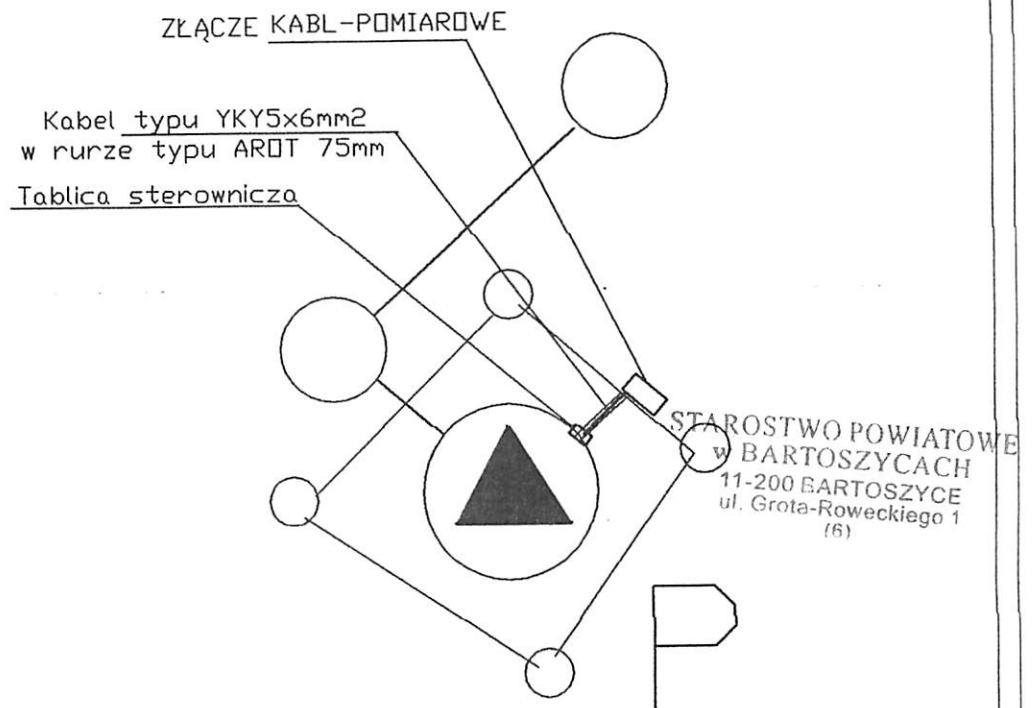 ZŁĄCZE KABL-POMIAROWE
Kabel typu YKY5x6mm2
w rurze typu AROT 75mm
Tablica sterownicza
STAROSTWO POWIATOWE
w BARTOSZYCACH
11-200 BARTOSZYCE
ul. Grota-Roweckiego 1
(6)